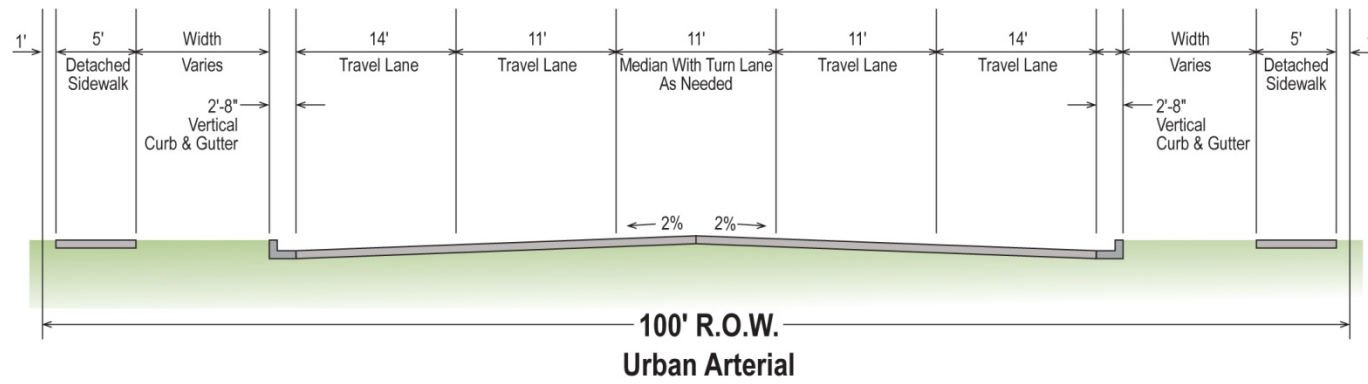 1'
5'
Detached
Sidewalk
Width
Varies
2'-8"
Vertical
Curb & Gutter
14'
Travel Lane
11'
Travel Lane
11'
Median With Turn Lane
As Needed
11'
Travel Lane
14'
Travel Lane
2'-8"
Vertical
Curb & Gutter
Width
Varies
5'
Detached
Sidewalk
2% 2%
100' R.O.W.
Urban Arterial